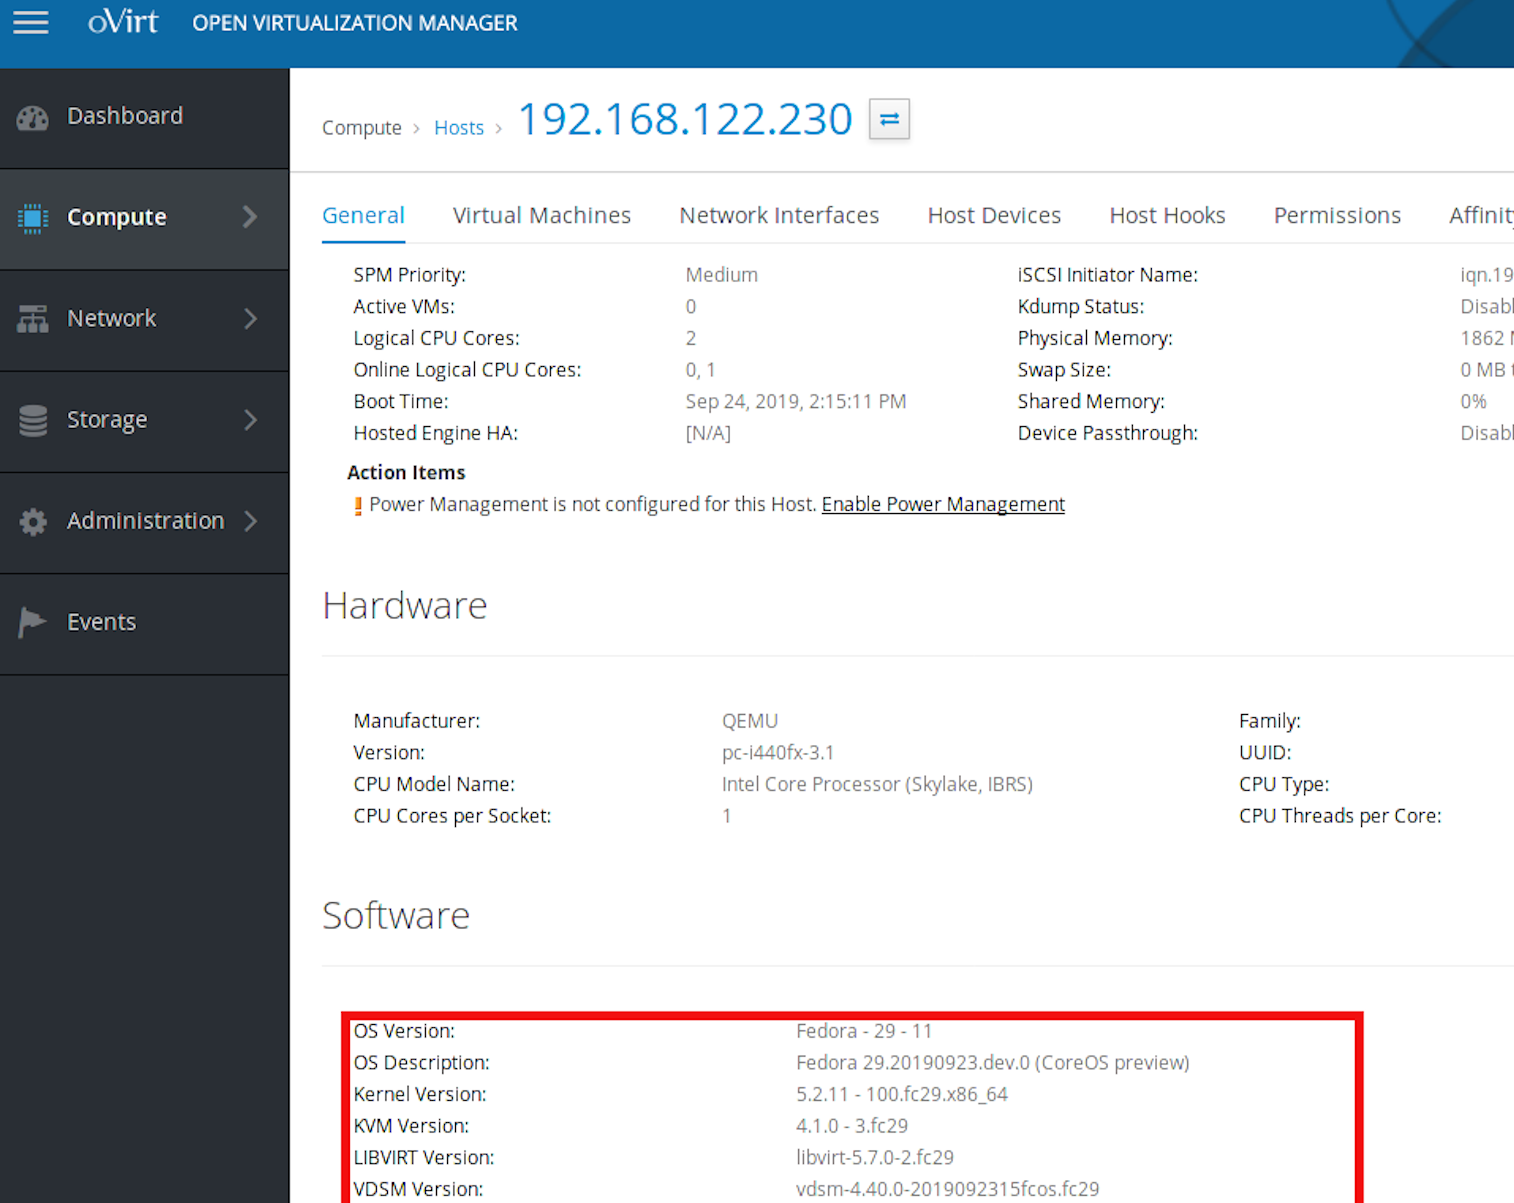 oVirt OPEN VIRTUALIZATION MANAGER
Dashboard
Compute
Network
Storage
Administration
Events
Compute > Hosts > 192.168.122.230
General Virtual Machines Network Interfaces Host Devices Host Hooks Permissions Affinity
SPM Priority: Medium iSCSI Initiator Name: iqn.19
Active VMs: 0 Kdump Status: Disabl
Logical CPU Cores: 2 Physical Memory: 1862 M
Online Logical CPU Cores: 0, 1 Swap Size: 0 MB t
Boot Time: Sep 24, 2019, 2:15:11 PM Shared Memory: 0%
Hosted Engine HA: [N/A] Device Passthrough: Disabl
Action Items
Power Management is not configured for this Host. Enable Power Management
Hardware
Manufacturer: QEMU Family:
Version: pc-i440fx-3.1 UUID:
CPU Model Name: Intel Core Processor (Skylake, IBRS) CPU Type:
CPU Cores per Socket: 1 CPU Threads per Core:
Software
OS Version: Fedora - 29 - 11
OS Description: Fedora 29.20190923.dev.0 (CoreOS preview)
Kernel Version: 5.2.11 - 100.fc29.x86_64
KVM Version: 4.1.0 - 3.fc29
LIBVIRT Version: libvirt-5.7.0-2.fc29
VDSM Version: vdsm-4.40.0-2019092315fcos.fc29